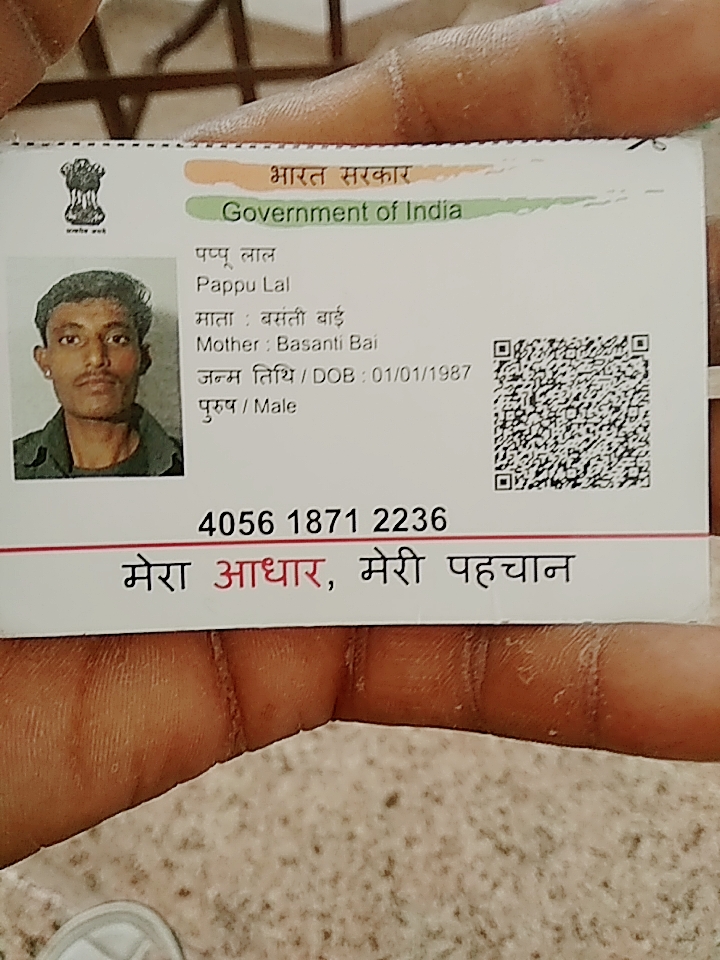 भारत सरकार
Government of India
पप्पू लाल
Pappu Lal
माता : बसंती बाई
Mother : Basanti Bai
जन्म तिथि / DOB : 01/01/1987
पुरुष / Male
4056 1871 2236
मेरा आधार, मेरी पहचान